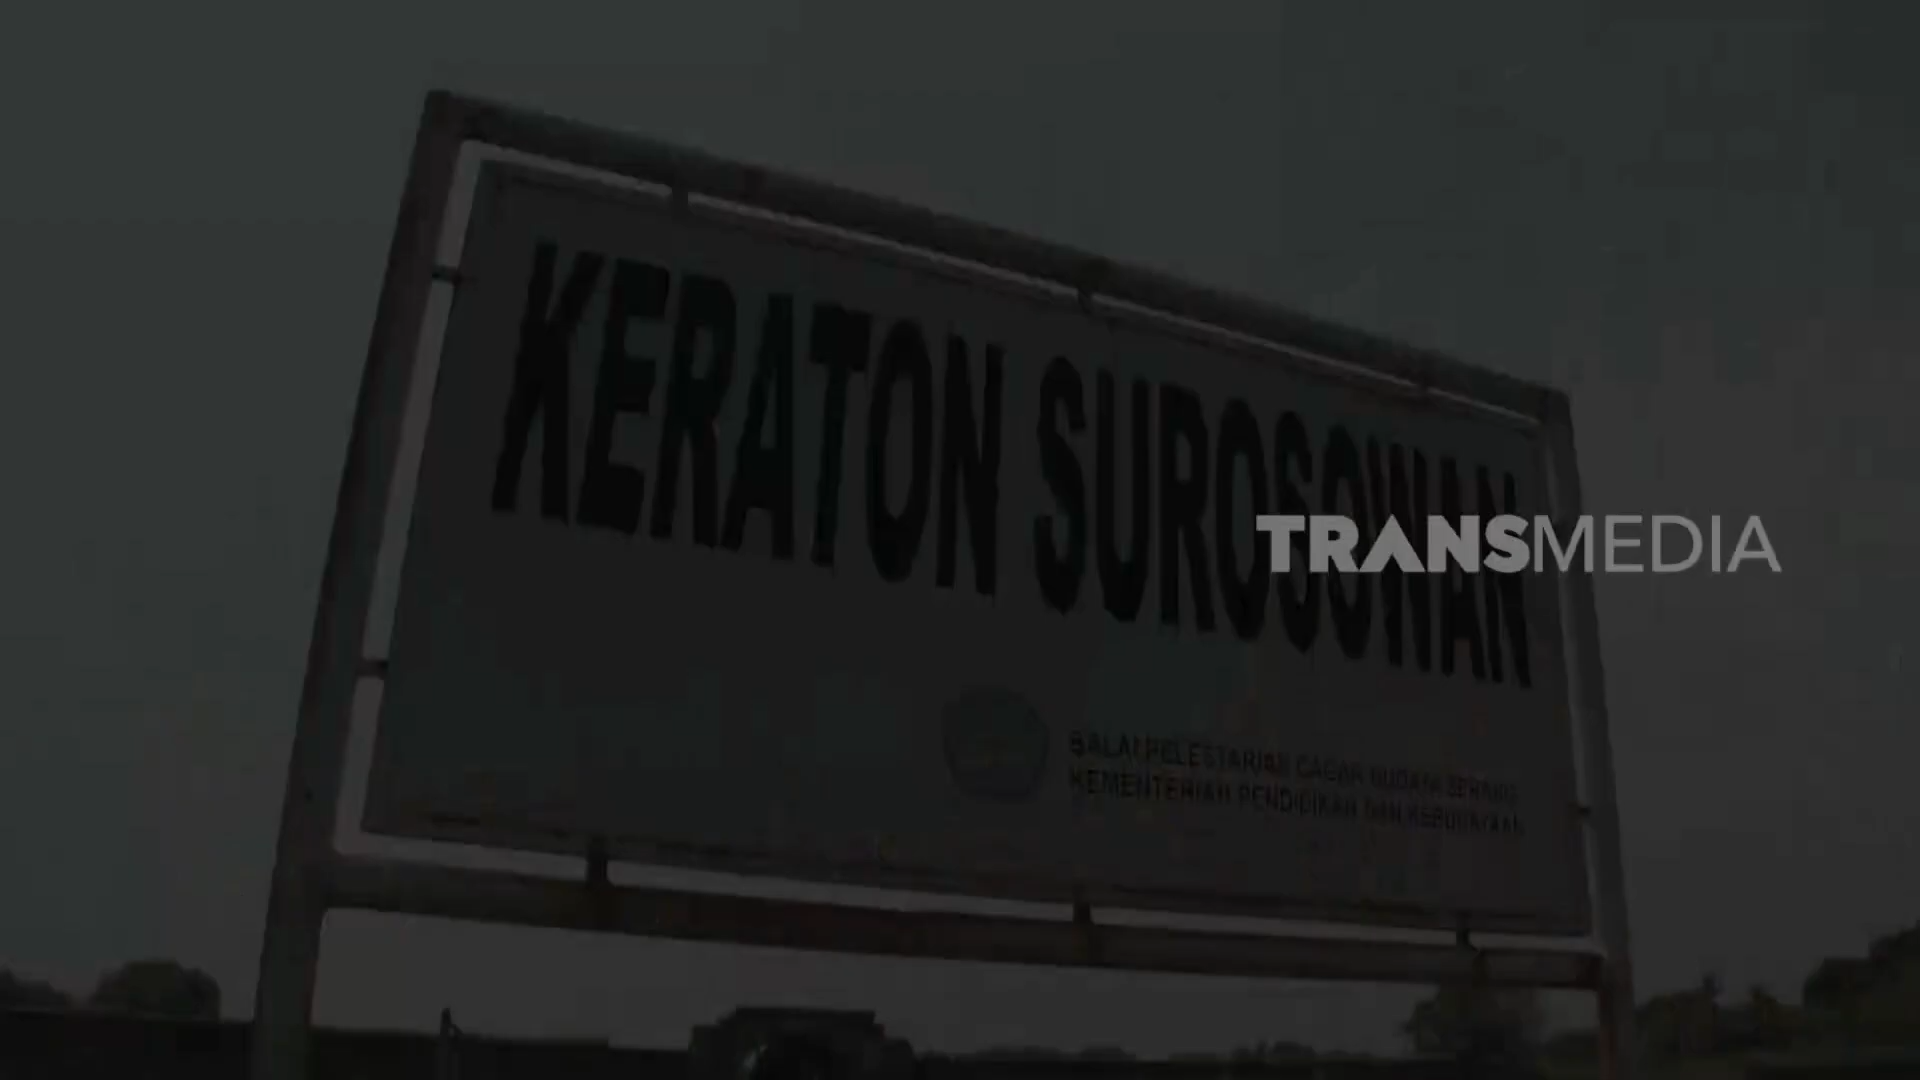 KERATON SUROSOWAN
TRANSMEDIA
BALAI PELESTARIAN CAGAR BUDAYA SERANG
KEMENTERIAN PENDIDIKAN DAN KEBUDAYAAN